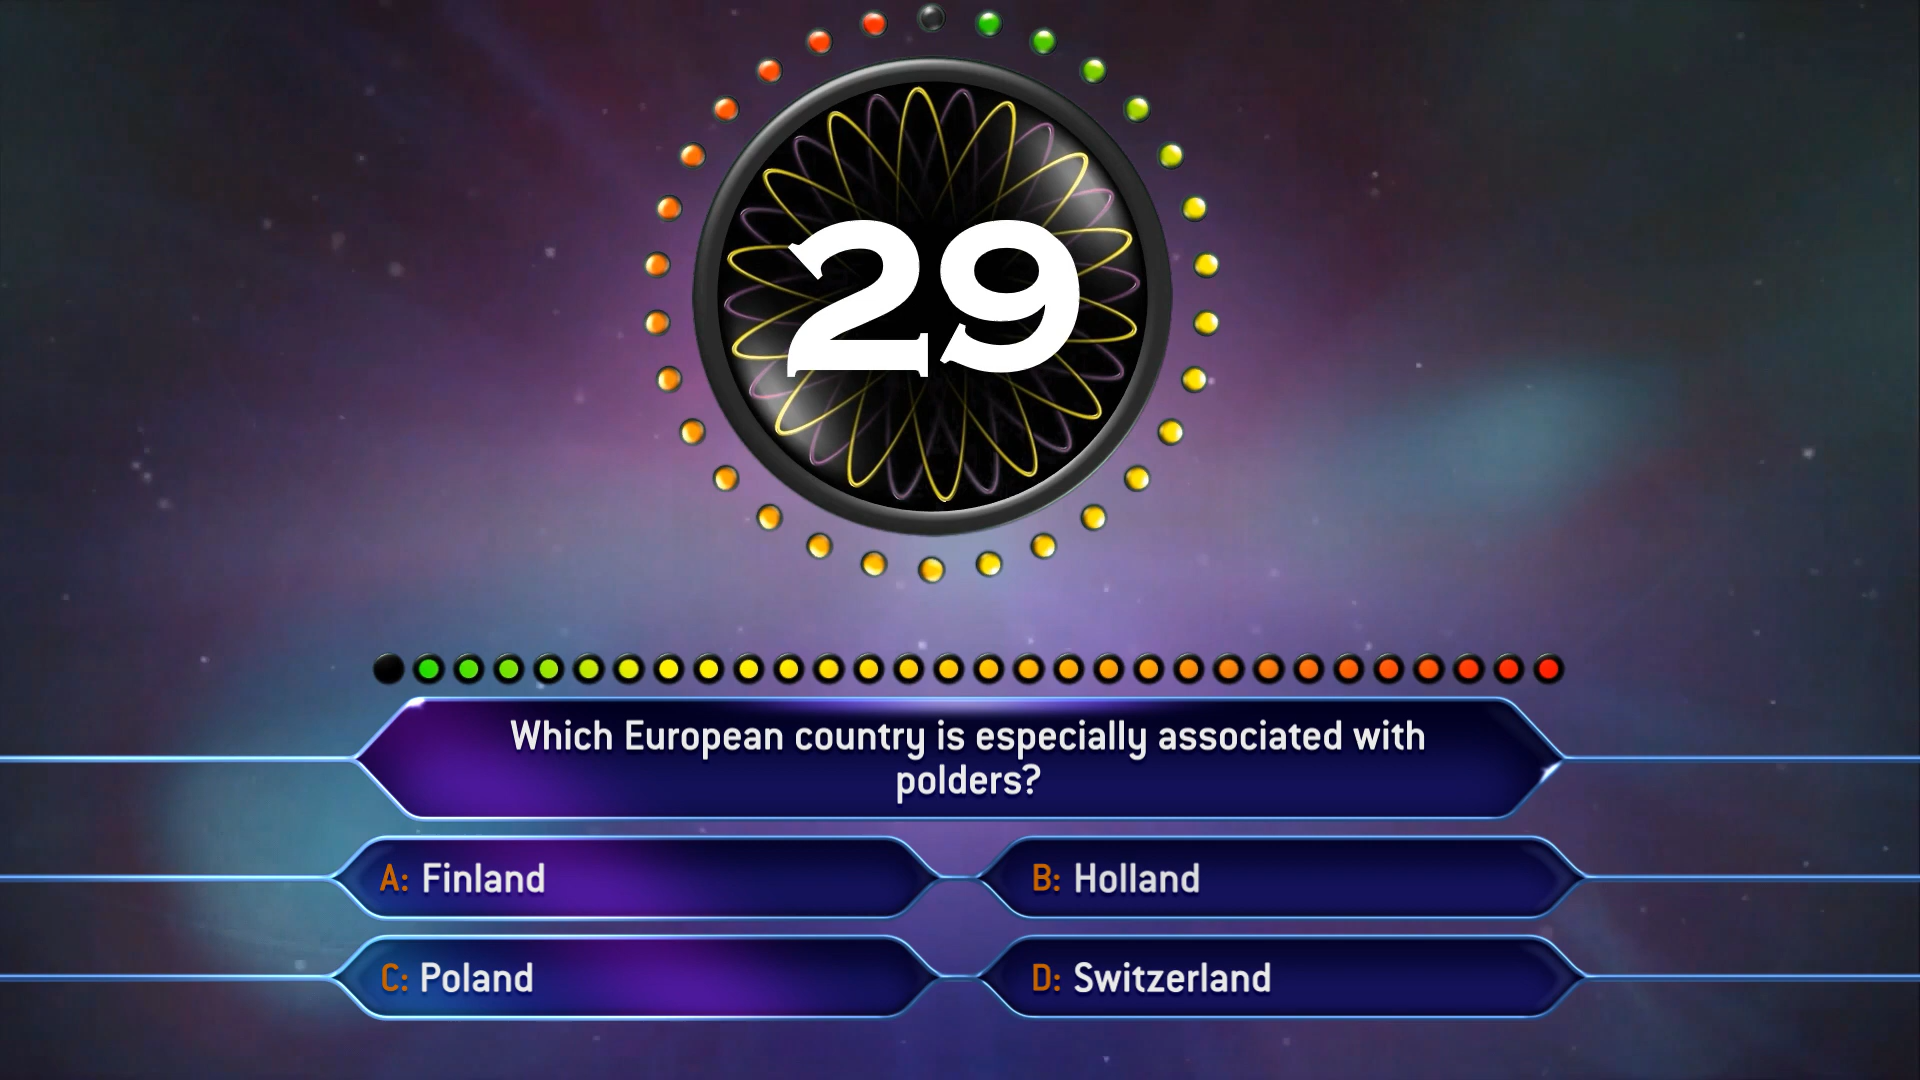 29
Which European country is especially associated with
polders?
A: Finland
B: Holland
C: Poland
D: Switzerland